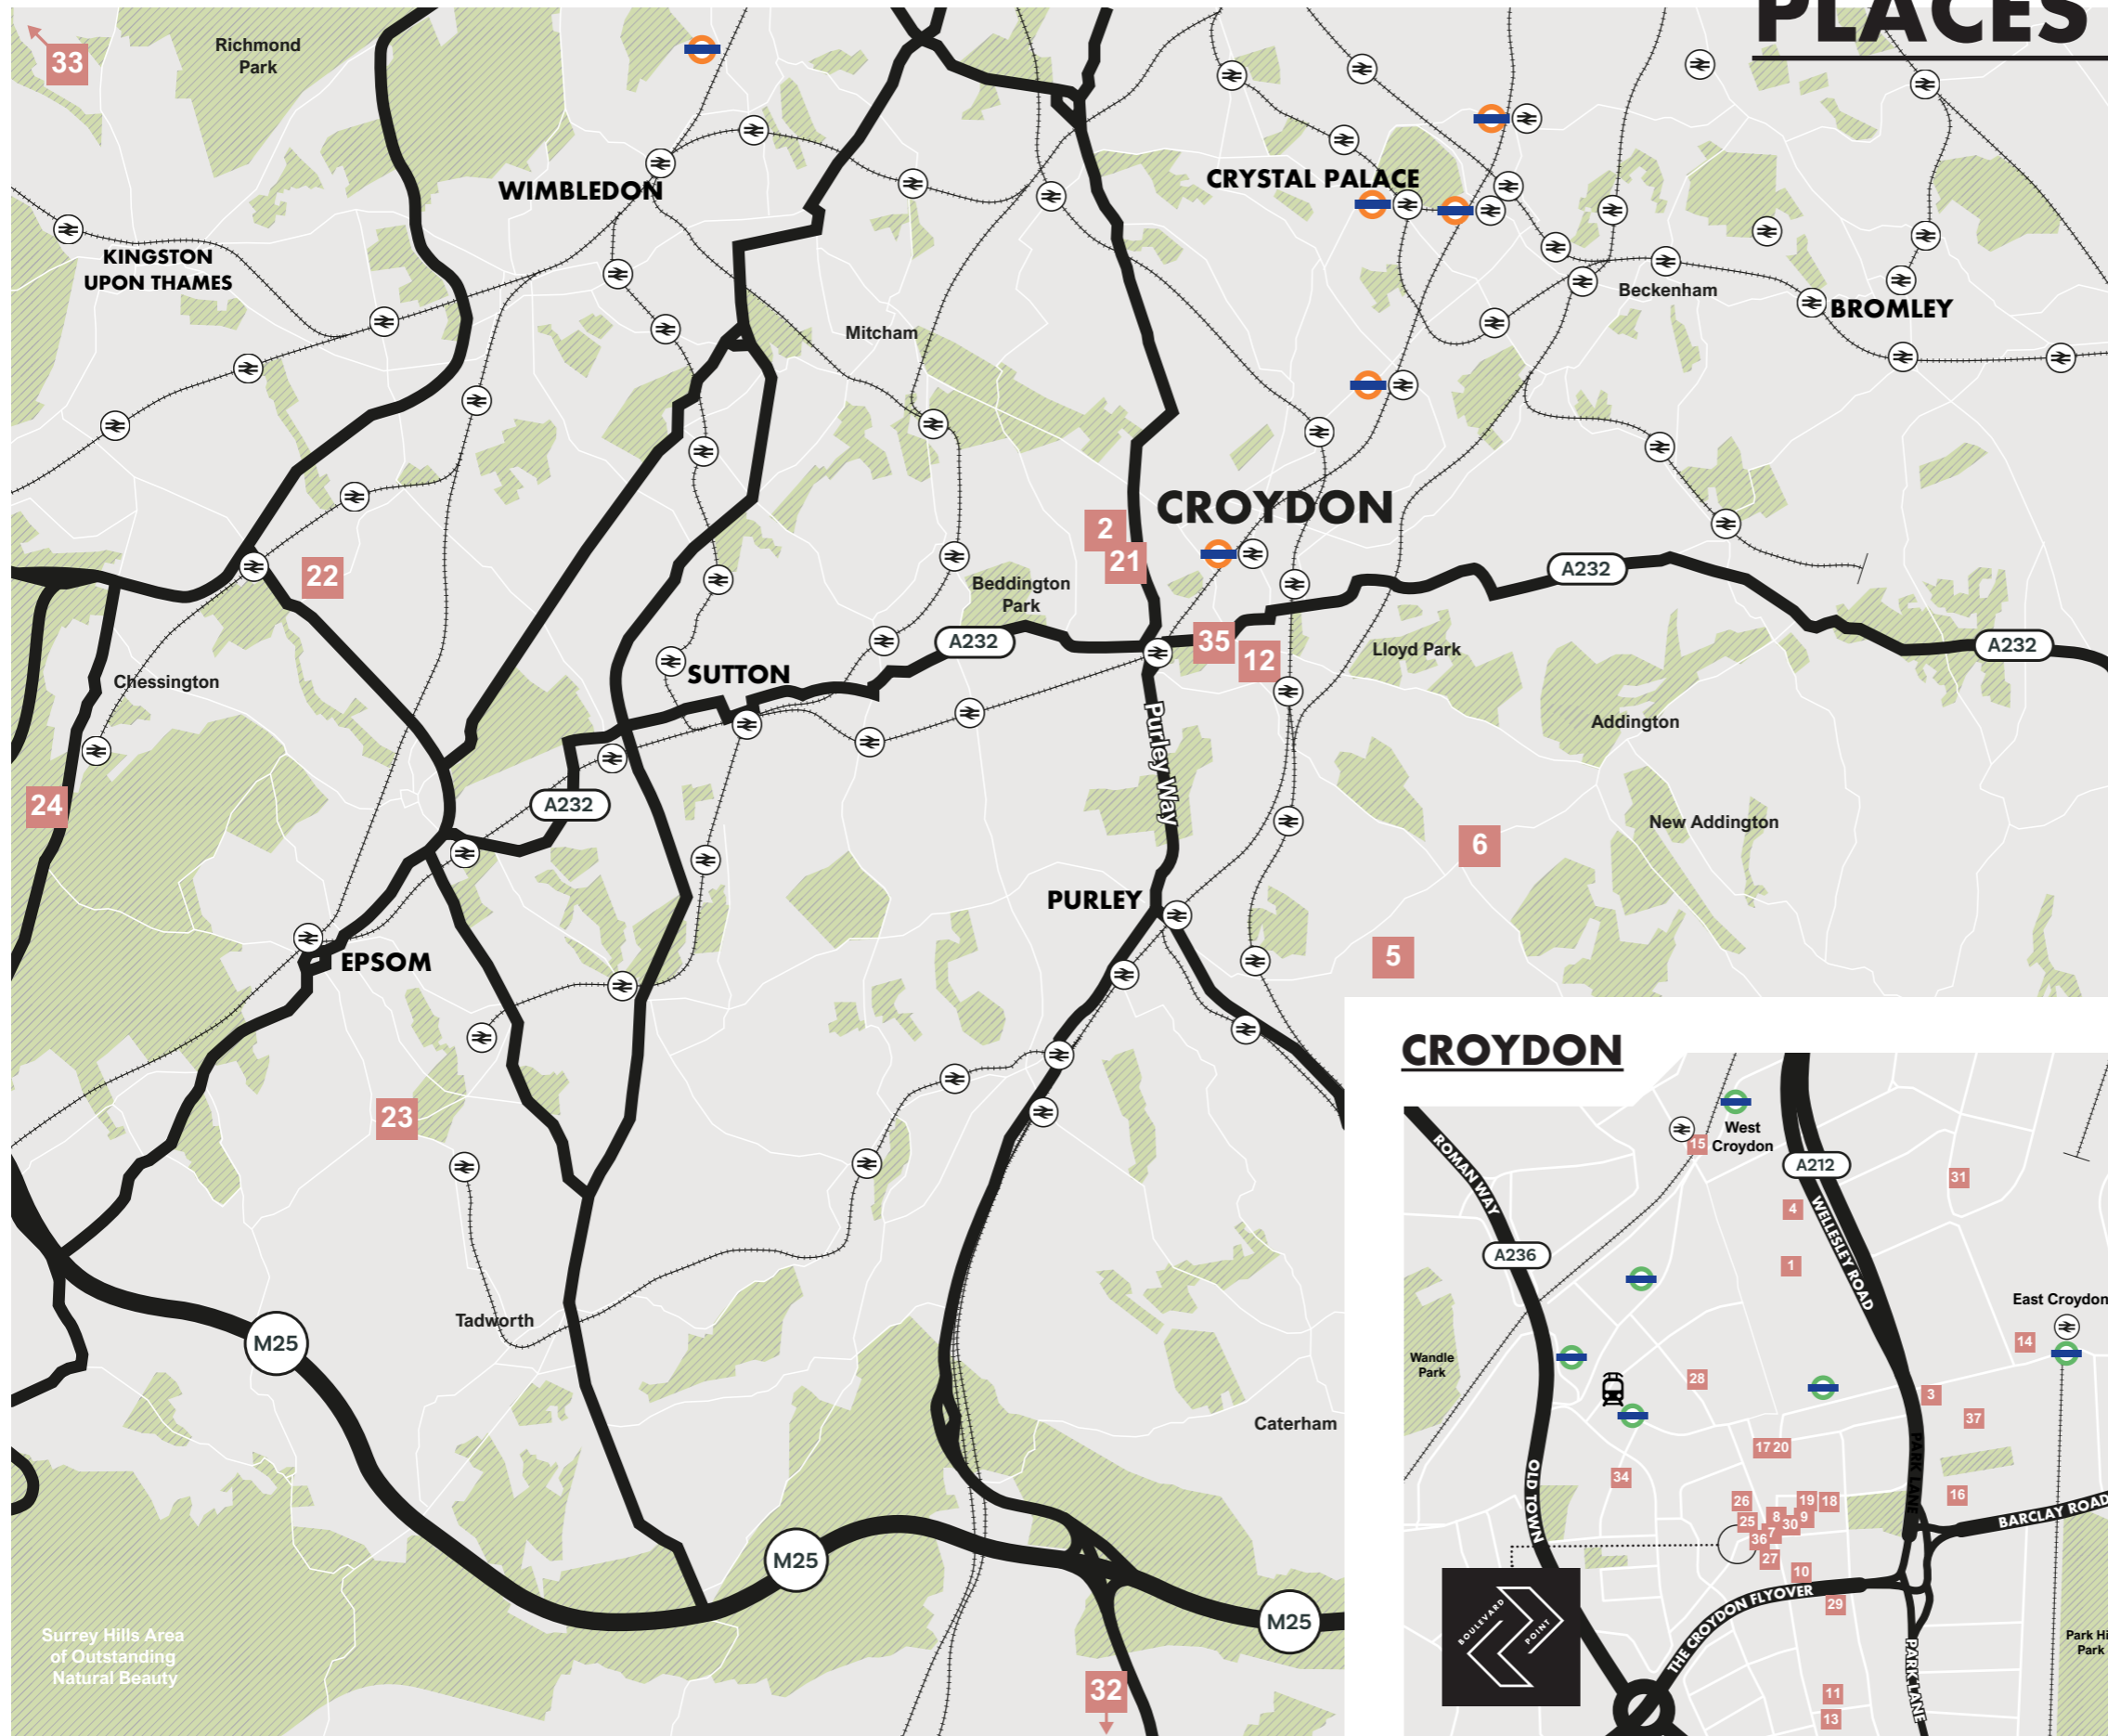 PLACES
33
Richmond
Park
WIMBLEDON
CRYSTAL PALACE
KINGSTON
UPON THAMES
Beckenham
BROMLEY
Mitcham
CROYDON
2
21
22
A232
Beddington
Park
A232
35
12
Lloyd Park
A232
SUTTON
Chessington
Addington
Purley Way
24
A232
New Addington
6
PURLEY
5
EPSOM
23
Tadworth
M25
Caterham
M25
M25
Surrey Hills Area
of Outstanding
Natural Beauty
32
CROYDON
West
Croydon
15
ROMAN WAY
A212
31
4
WELLESLEY ROAD
A236
1
East Croydon
14
Wandle
Park
28
3
37
PARK LANE
17
20
34
OLD TOWN
16
26
19
18
25
8
9
30
7
36
BARCLAY ROAD
27
10
THE CROYDON FLYOVER
29
BOULEVARD
POINT
Park Hi
Park
PARK LANE
11
13